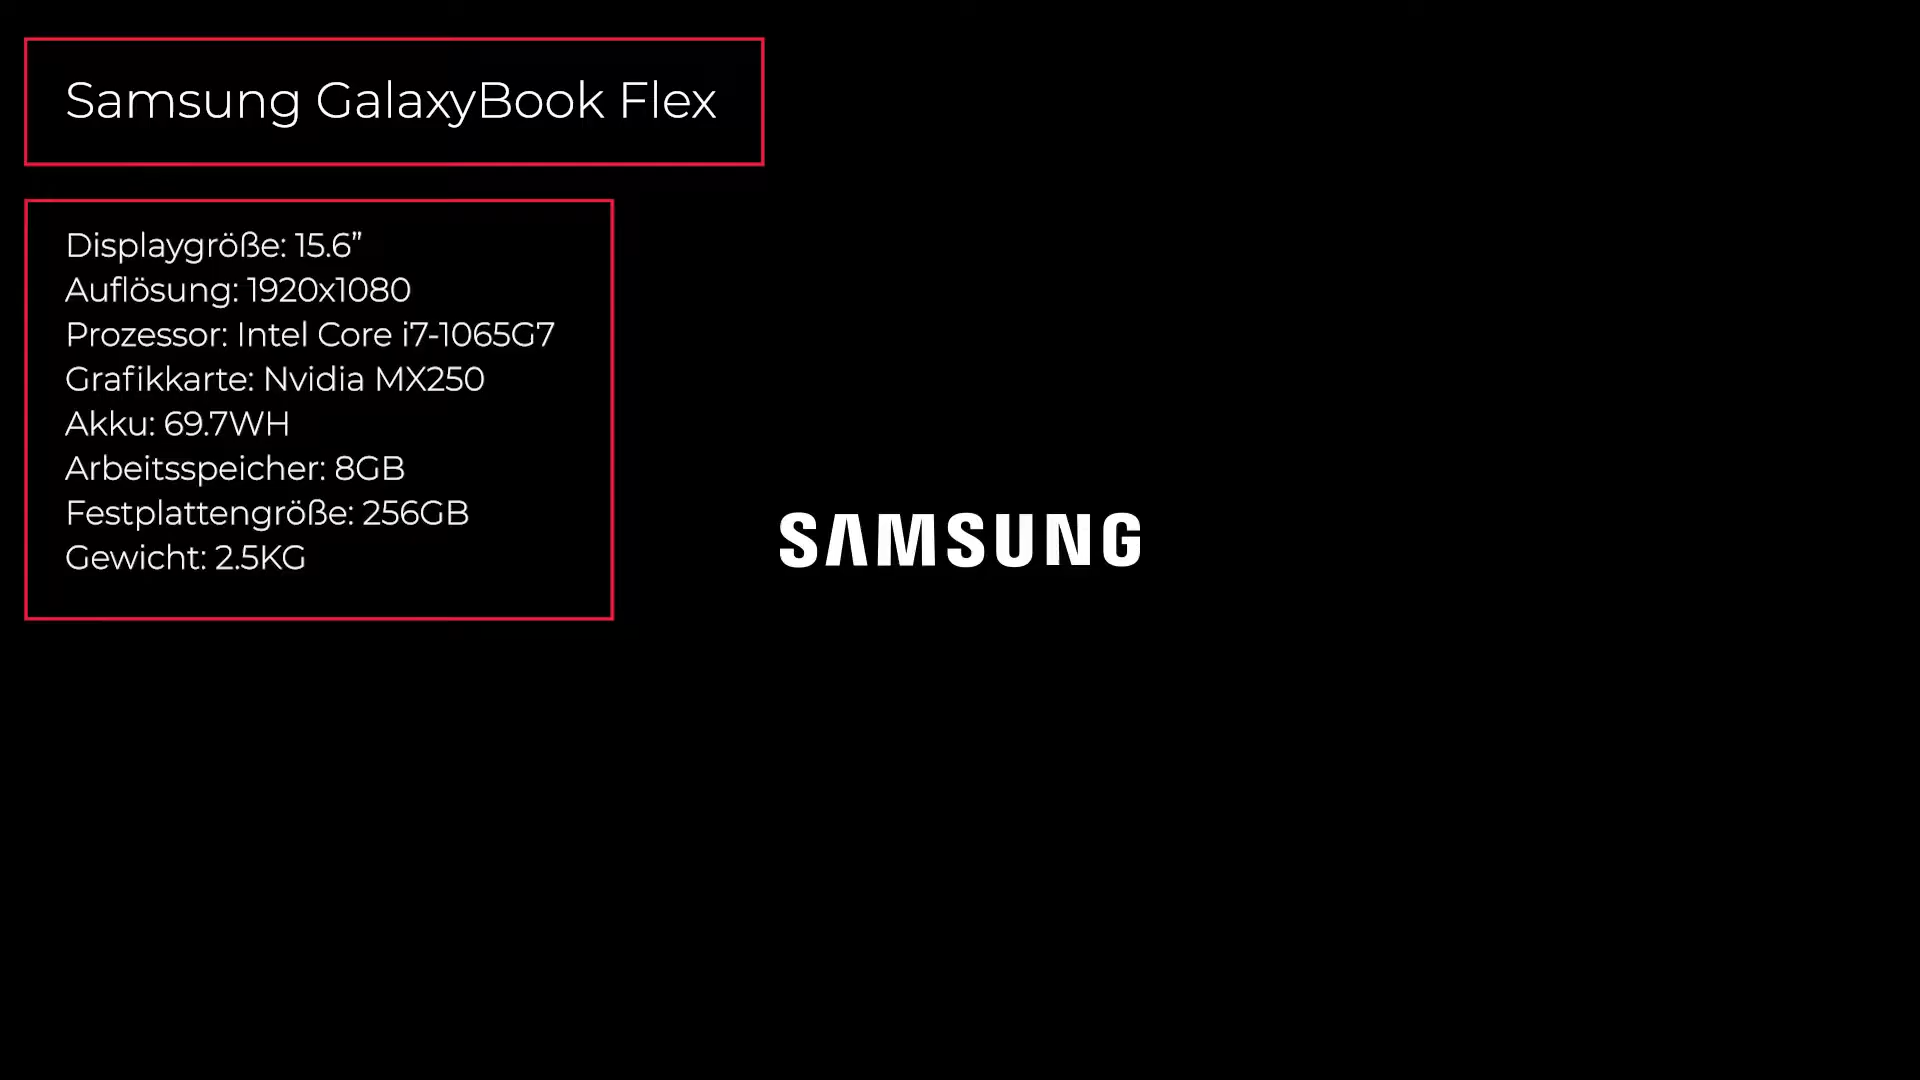 Samsung GalaxyBook Flex
Displaygröße: 15.6”
Auflösung: 1920x1080
Prozessor: Intel Core i7-1065G7
Grafikkarte: Nvidia MX250
Akku: 69.7WH
Arbeitsspeicher: 8GB
Festplattengröße: 256GB
Gewicht: 2.5KG
SAMSUNG